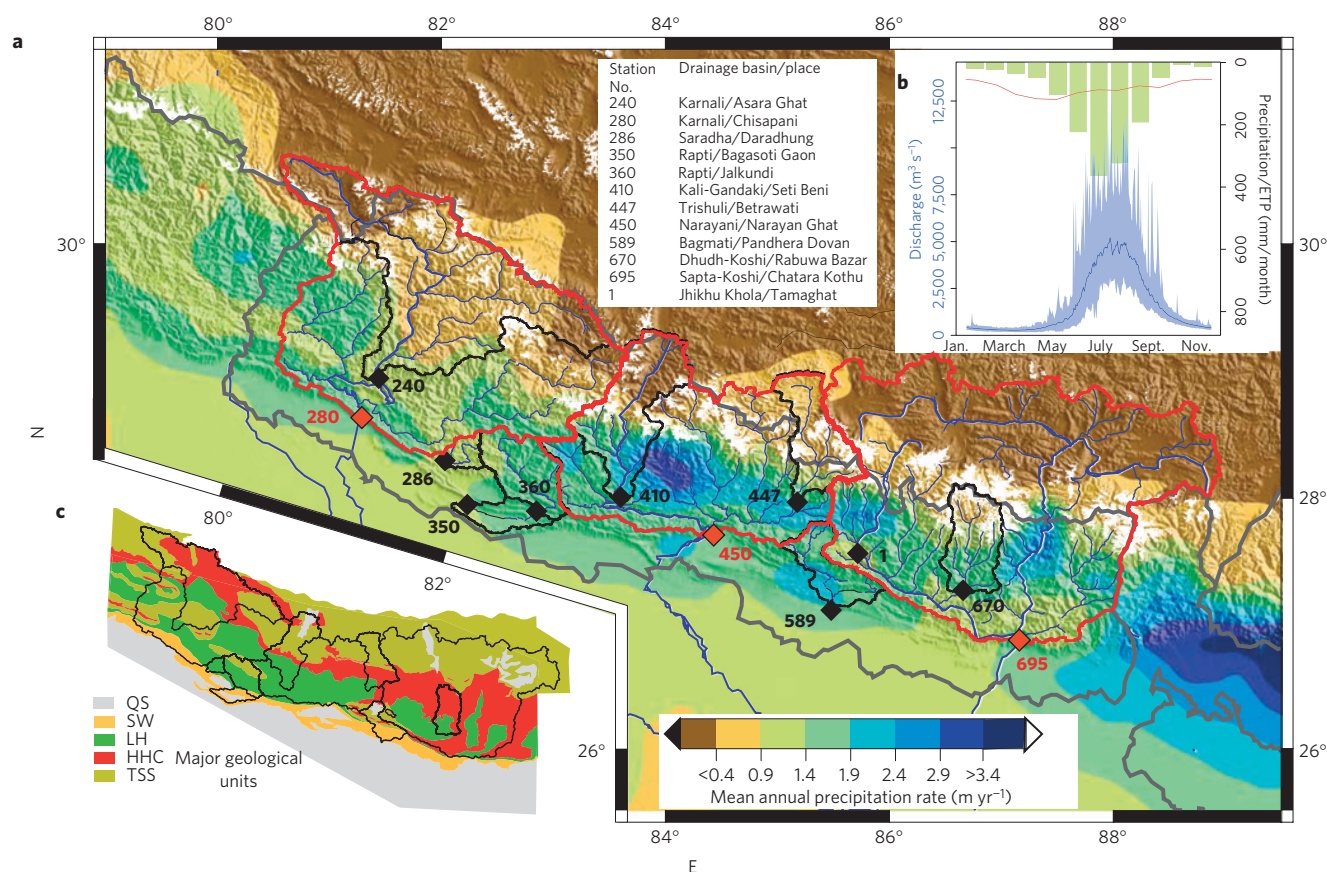 a
80°
82°
84°
86°
88°
30°
28°
26°
N
E
84°
86°
88°
30°
28°
26°
Station No.
Drainage basin/place
240 Karnali/Asara Ghat
280 Karnali/Chisapani
286 Saradha/Daradhung
350 Rapti/Bagasoti Gaon
360 Rapti/Jalkundi
410 Kali-Gandaki/Seti Beni
447 Trishuli/Betrawati
450 Narayani/Narayan Ghat
589 Bagmati/Pandhera Dovan
670 Dhudh-Koshi/Rabuwa Bazar
695 Sapta-Koshi/Chatara Kothu
1 Jhikhu Khola/Tamaghat
b
Discharge (m³ s⁻¹)
12,500
7,500
5,000
2,500
0
Jan. March May July Sept. Nov.
0
200
400
600
800
Precipitation/ETP (mm/month)
240
280
286
360
350
410
447
450
1
589
670
695
c
80°
82°
QS
SW
LH
HHC
TSS
Major geological
units
<0.4 0.9 1.4 1.9 2.4 2.9 >3.4
Mean annual precipitation rate (m yr⁻¹)